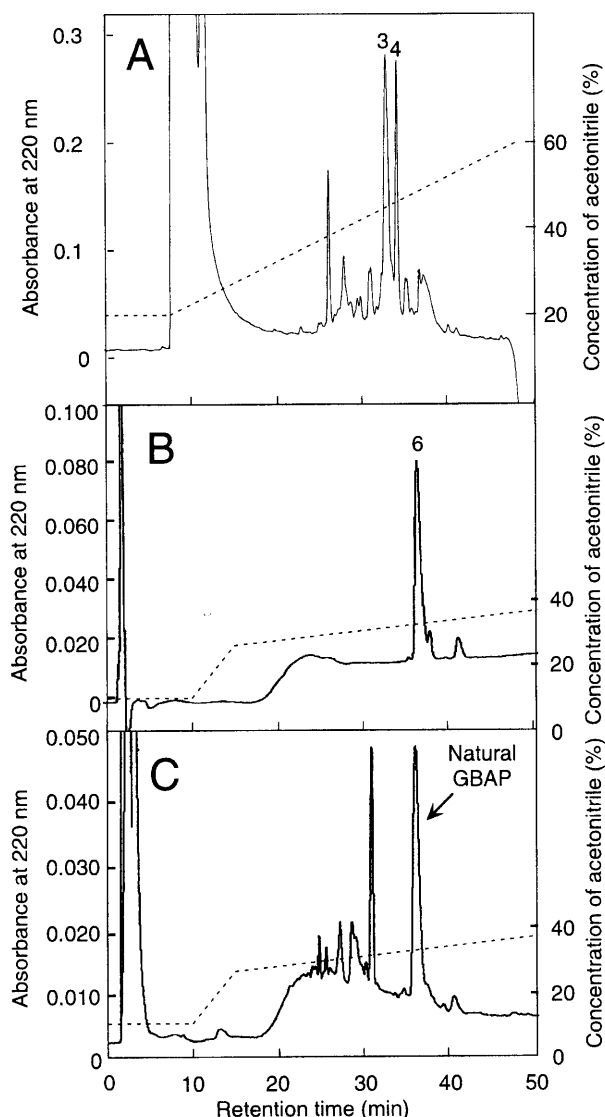 A
3 4
0.3
0.2
0.1
0
Absorbance at 220 nm
60
40
20
Concentration of acetonitrile (%)
B
6
0.100
0.080
0.060
0.040
0.020
0
Absorbance at 220 nm
40
20
0
Concentration of acetonitrile (%)
C
Natural
GBAP
0.050
0.040
0.030
0.020
0.010
0
Absorbance at 220 nm
40
20
0
Concentration of acetonitrile (%)
0 10 20 30 40 50
Retention time (min)